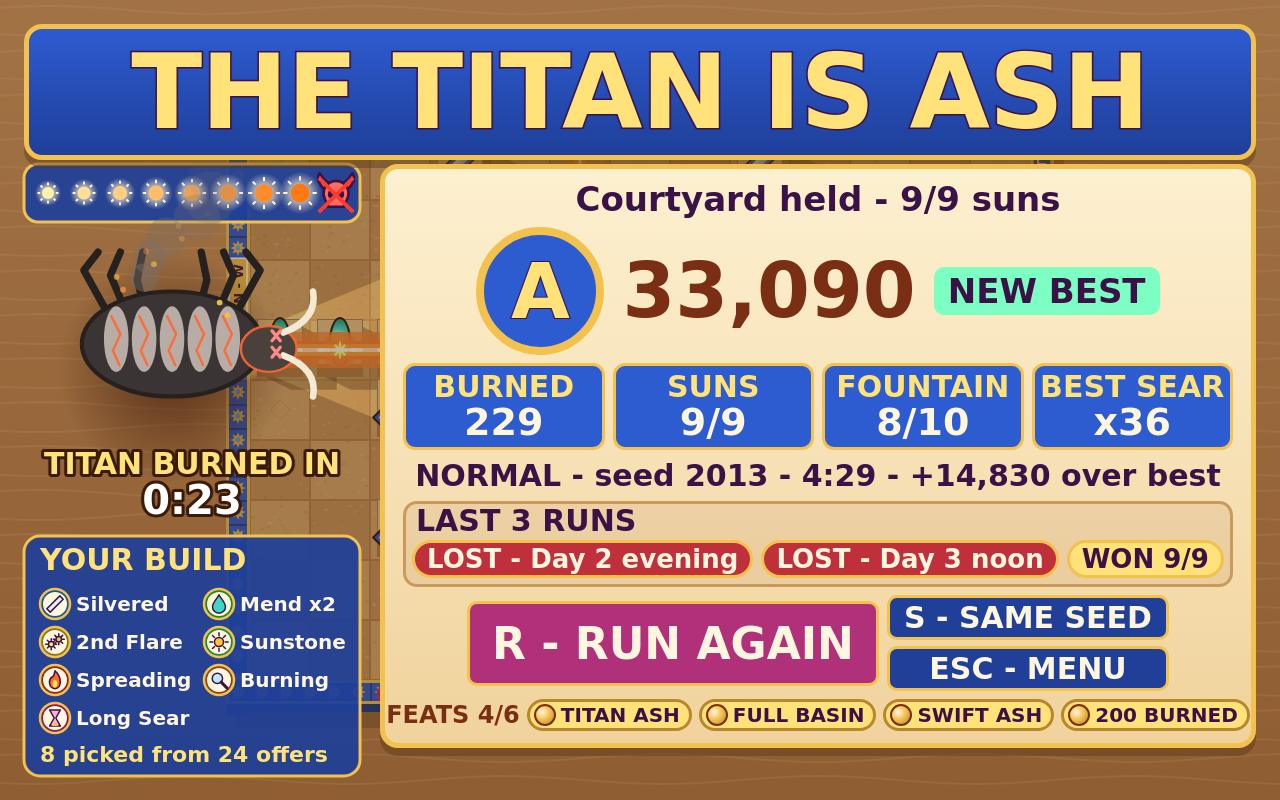 THE TITAN IS ASH
Courtyard held - 9/9 suns
A 33,090 NEW BEST
BURNED SUNS FOUNTAIN BEST SEAR
229 9/9 8/10 x36
NORMAL - seed 2013 - 4:29 - +14,830 over best
LAST 3 RUNS
LOST - Day 2 evening LOST - Day 3 noon WON 9/9
R - RUN AGAIN
S - SAME SEED
ESC - MENU
FEATS 4/6 TITAN ASH FULL BASIN SWIFT ASH 200 BURNED
TITAN BURNED IN
0:23
YOUR BUILD
Silvered Mend x2
2nd Flare Sunstone
Spreading Burning
Long Sear
8 picked from 24 offers